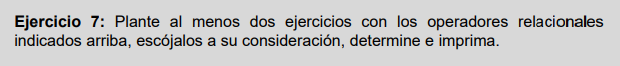 Ejercicio 7: Plante al menos dos ejercicios con los operadores relacionales
indicados arriba, escójalos a su consideración, determine e imprima.